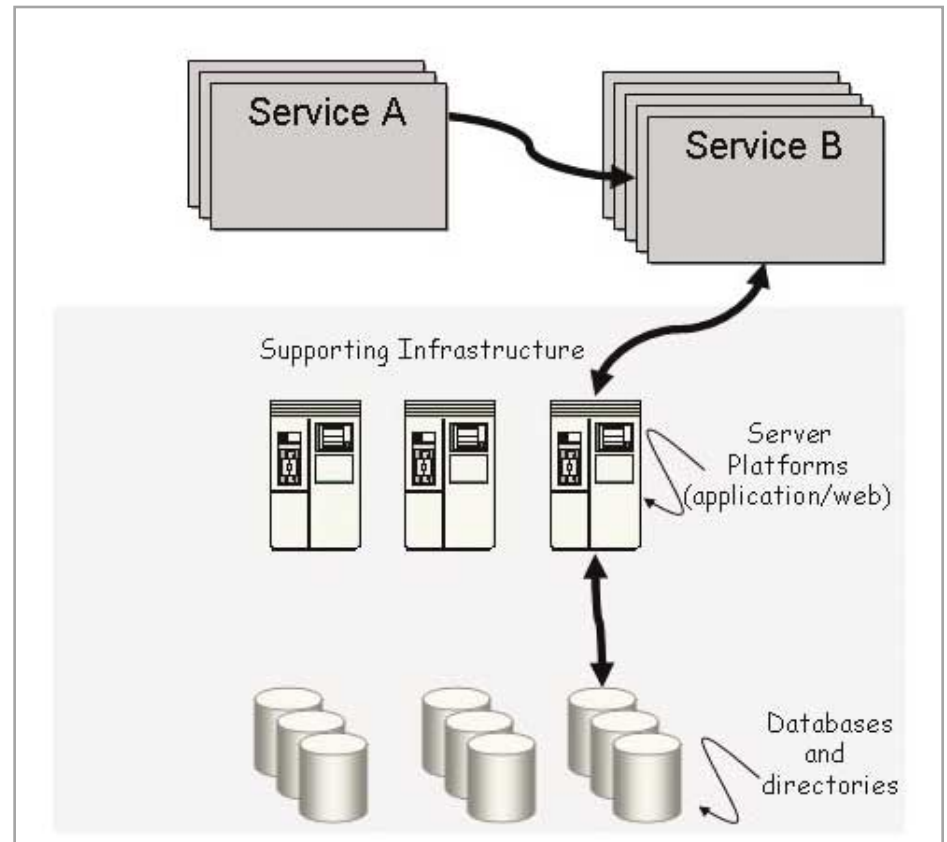 Service A
Service B
Supporting Infrastructure
Server
Platforms
(application/web)
Databases
and
directories